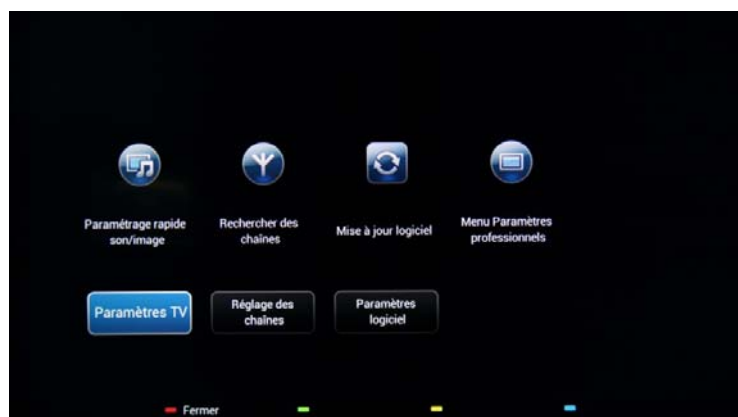 Paramétrage rapide
son/image
Rechercher des
chaînes
Mise à jour logiciel
Menu Paramètres
professionnels
Paramètres TV
Réglage des
chaînes
Paramètres
logiciel
Fermer